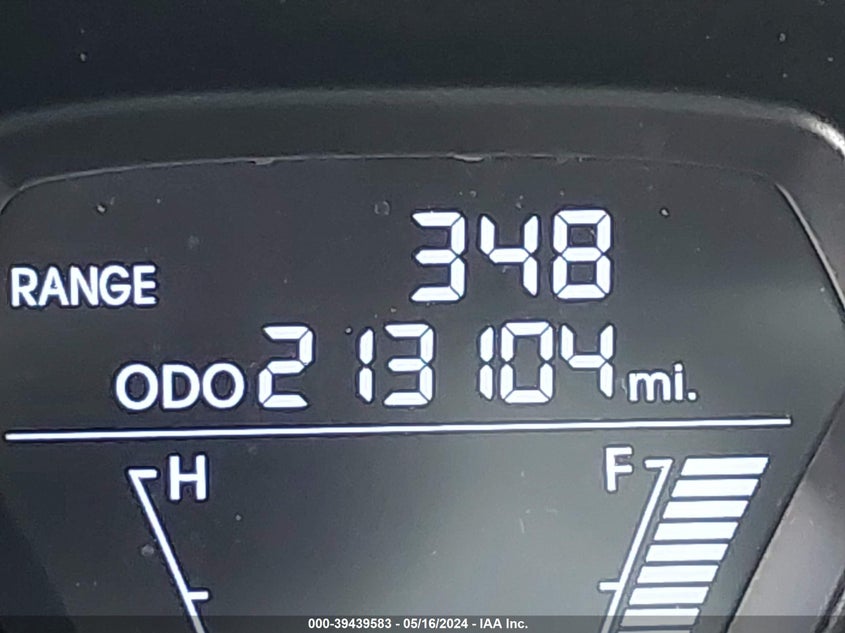 RANGE 348
ODO 213104 mi.
H F
000-39439583 - 05/16/2024 - IAA Inc.